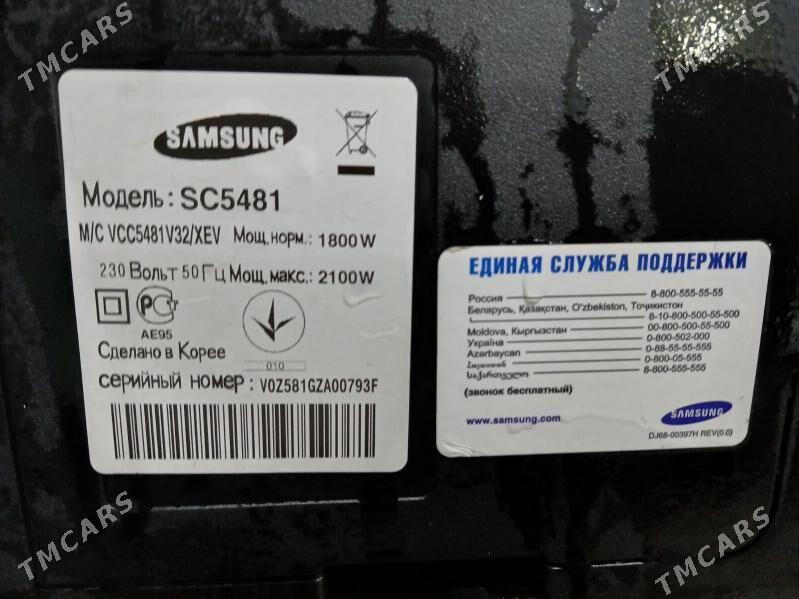 SAMSUNG
Модель: SC5481
M/C VCC5481V32/XEV Мощ.норм.: 1800W
230 Вольт 50 Гц Мощ.макс.: 2100W
АЕ95
Сделано в Корее
010
серийный номер : V0Z581GZA00793F
ЕДИНАЯ СЛУЖБА ПОДДЕРЖКИ
Россия 8-800-555-55-55
Беларусь, Қазақстан, O'zbekiston, Тоҷикистон 8-10-800-500-55-500
Moldova, Кыргызстан 00-800-500-55-500
Україна 0-800-502-000
Azərbaycan 0-88-55-55-555
Հայաստան 0-800-05-555
საქართველო 8-800-555-555
(звонок бесплатный)
www.samsung.com
SAMSUNG
DJ68-00397H REV(0.0)
TMCARS
TMCARS
TMCARS
TMCARS